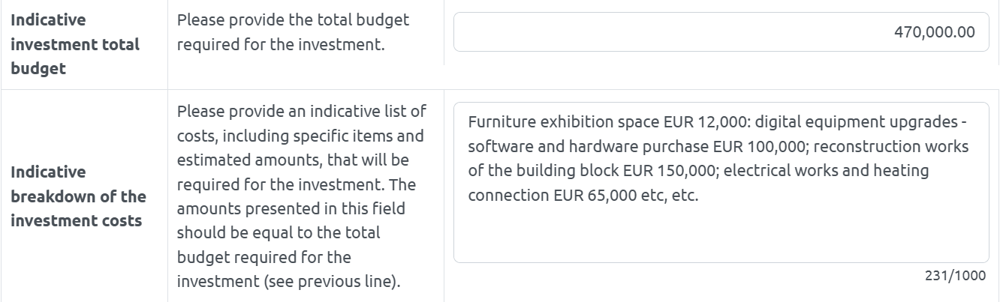 Indicative
investment total
budget
Please provide the total budget
required for the investment.
470,000.00
Indicative
breakdown of the
investment costs
Please provide an indicative list of
costs, including specific items and
estimated amounts, that will be
required for the investment. The
amounts presented in this field
should be equal to the total
budget required for the
investment (see previous line).
Furniture exhibition space EUR 12,000: digital equipment upgrades -
software and hardware purchase EUR 100,000; reconstruction works
of the building block EUR 150,000; electrical works and heating
connection EUR 65,000 etc, etc.
231/1000